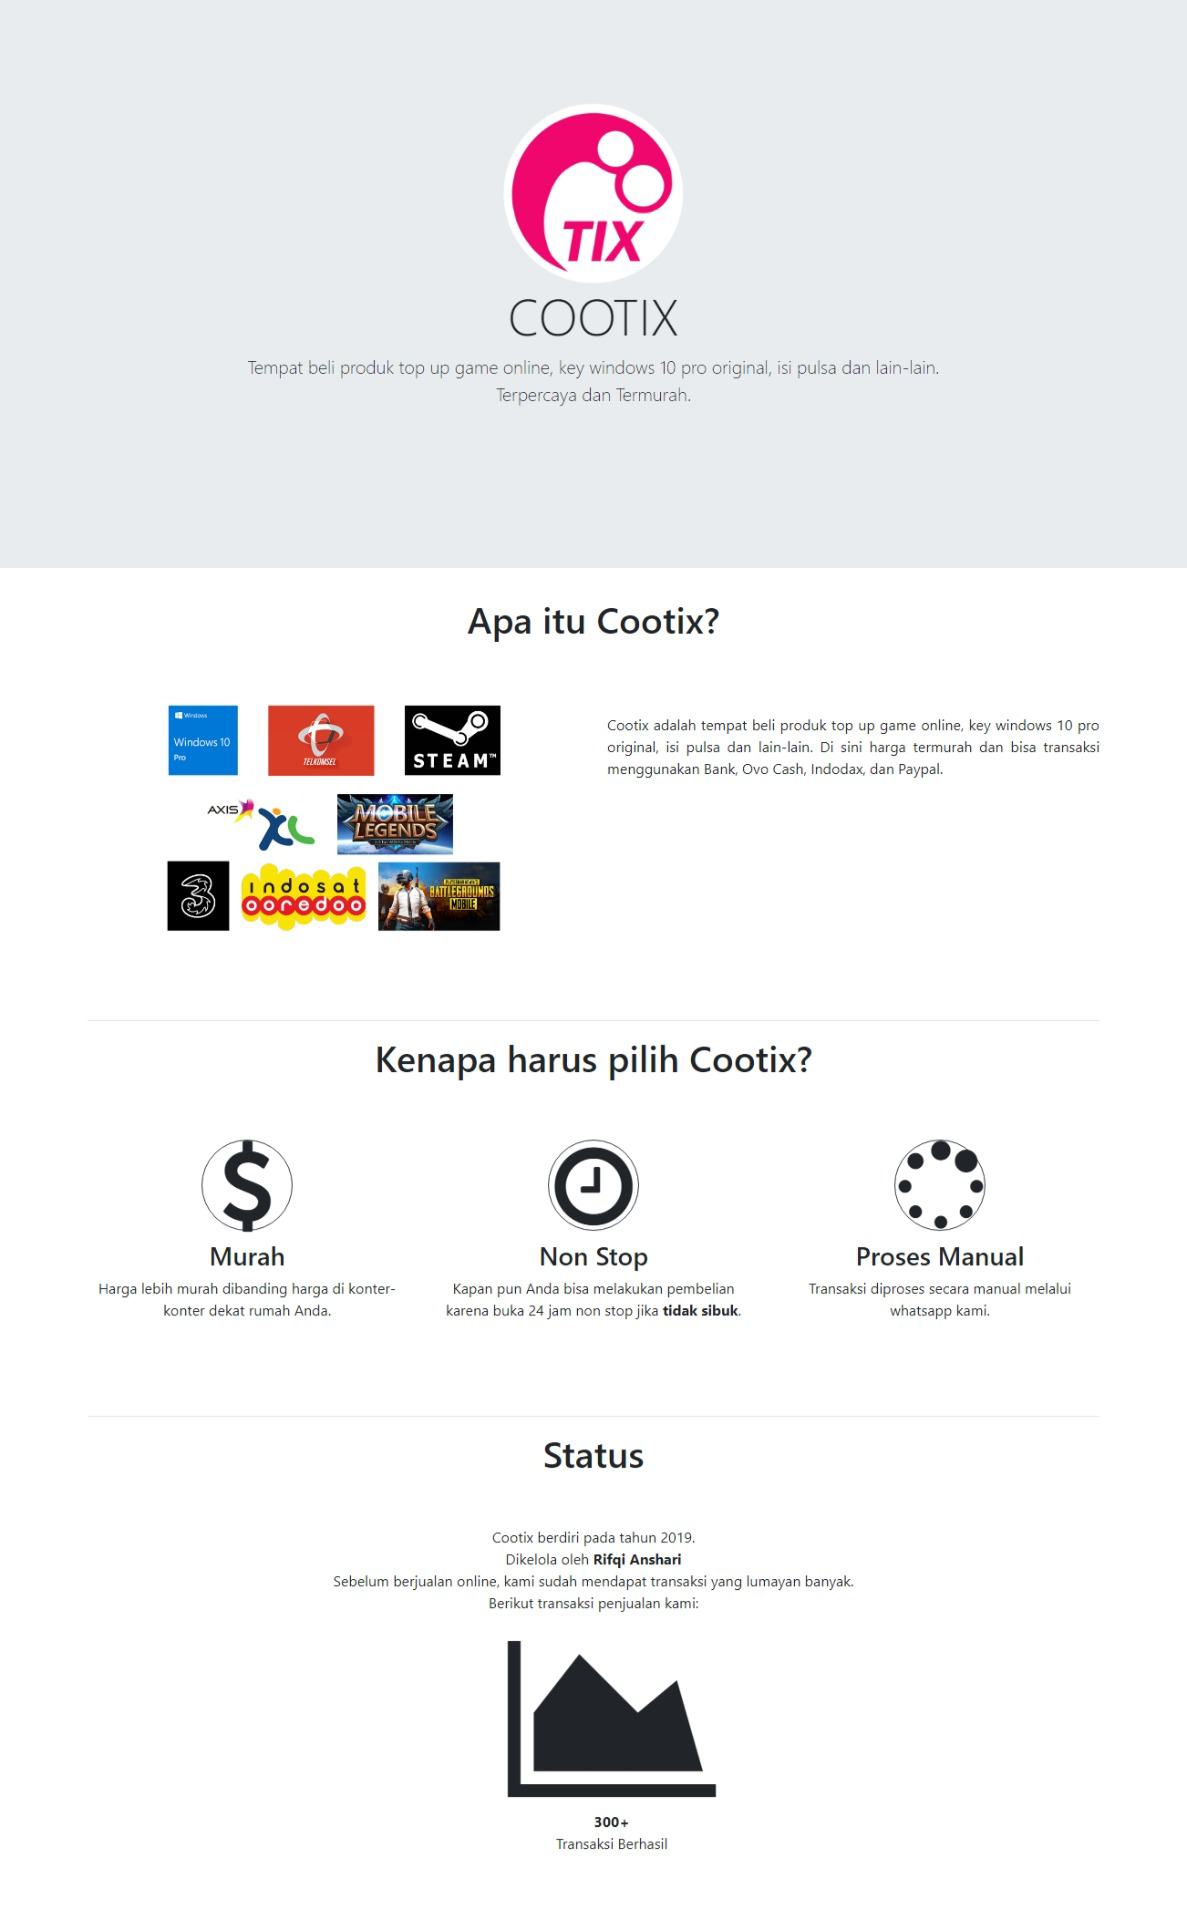 TIX
COOTIX
Tempat beli produk top up game online, key windows 10 pro original, isi pulsa dan lain-lain.
Terpercaya dan Termurah.
Apa itu Cootix?
Windows
Windows 10
Pro
TELKOMSEL
STEAM™
Cootix adalah tempat beli produk top up game online, key windows 10 pro
original, isi pulsa dan lain-lain. Di sini harga termurah dan bisa transaksi
menggunakan Bank, Ovo Cash, Indodax, dan Paypal.
AXIS
XL
MOBILE
LEGENDS
3
indosat
ooredoo
BATTLEGROUNDS
MOBILE
Kenapa harus pilih Cootix?
Murah
Harga lebih murah dibanding harga di konter-
konter dekat rumah Anda.
Non Stop
Kapan pun Anda bisa melakukan pembelian
karena buka 24 jam non stop jika tidak sibuk.
Proses Manual
Transaksi diproses secara manual melalui
whatsapp kami.
Status
Cootix berdiri pada tahun 2019.
Dikelola oleh Rifqi Anshari
Sebelum berjualan online, kami sudah mendapat transaksi yang lumayan banyak.
Berikut transaksi penjualan kami:
300+
Transaksi Berhasil